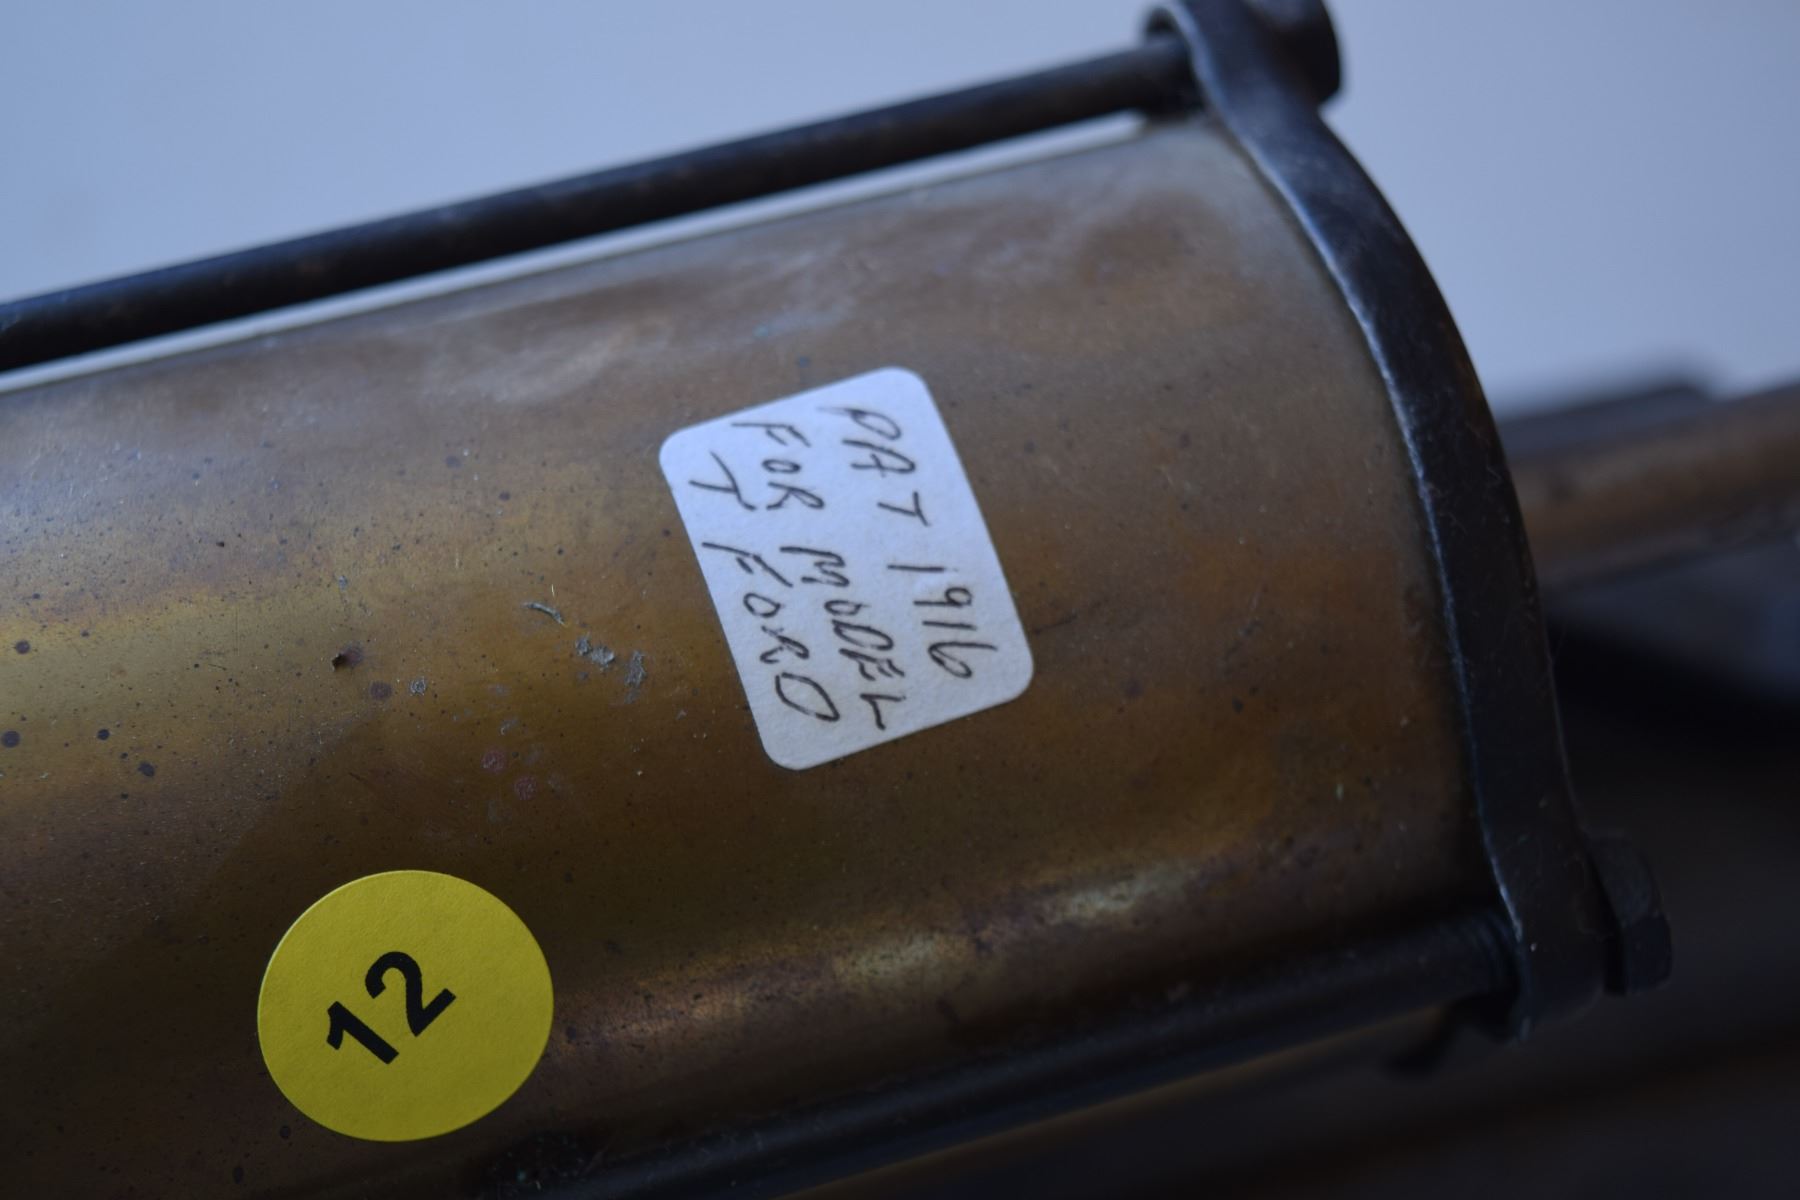 PAT 1916
FOR MODEL
T FORD
12